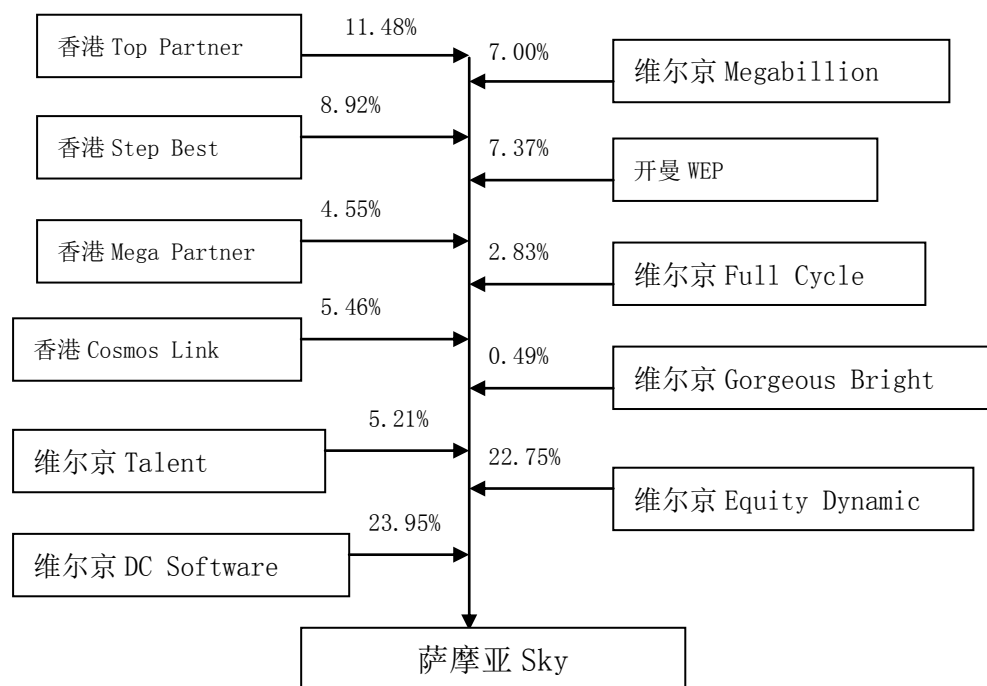 香港 Top Partner
11.48%
7.00%
维尔京 Megabillion
8.92%
香港 Step Best
7.37%
开曼 WEP
4.55%
香港 Mega Partner
2.83%
维尔京 Full Cycle
5.46%
香港 Cosmos Link
0.49%
维尔京 Gorgeous Bright
5.21%
维尔京 Talent
22.75%
维尔京 Equity Dynamic
23.95%
维尔京 DC Software
萨摩亚 Sky